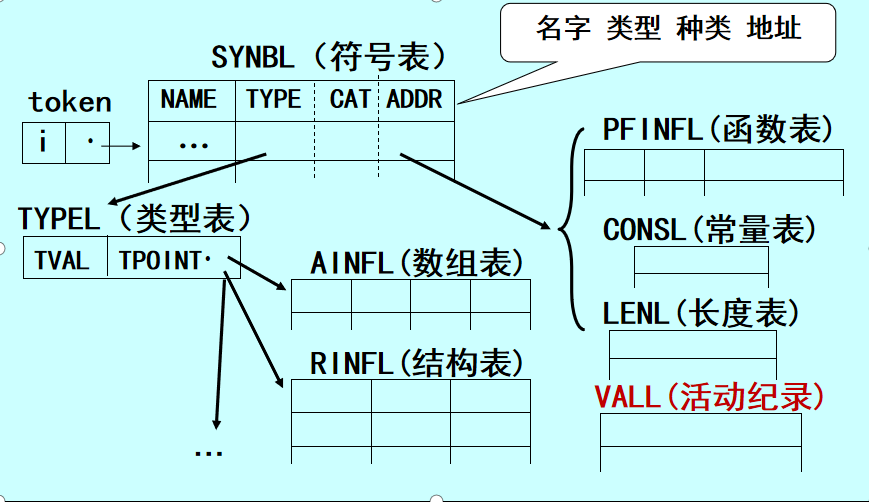 名字 类型 种类 地址
SYNBL（符号表）
token
NAME TYPE CAT ADDR
i ·
…
PFINFL(函数表)
TYPEL（类型表）
CONSL(常量表)
TVAL TPOINT·
AINFL(数组表)
LENL(长度表)
RINFL(结构表)
VALL(活动纪录)
…